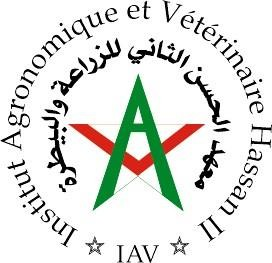 Institut Agronomique et Vétérinaire Hassan II
معهد الحسن الثاني للزراعة والبيطرة
IAV